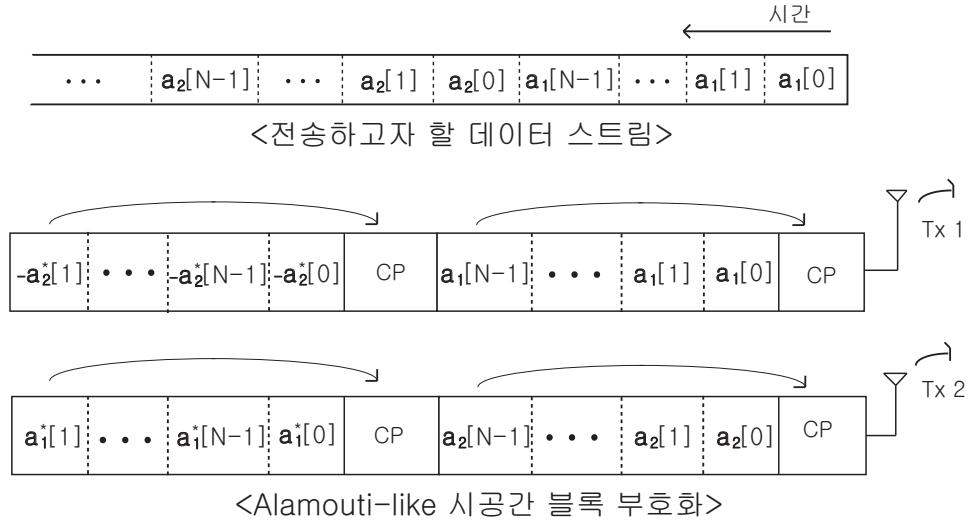 시간
··· a₂[N-1] ··· a₂[1] a₂[0] a₁[N-1] ··· a₁[1] a₁[0]
<전송하고자 할 데이터 스트림>
Tx 1
-a₂*[1] ··· -a₂*[N-1] -a₂*[0] CP a₁[N-1] ··· a₁[1] a₁[0] CP
Tx 2
a₁*[1] ··· a₁*[N-1] a₁*[0] CP a₂[N-1] ··· a₂[1] a₂[0] CP
<Alamouti-like 시공간 블록 부호화>